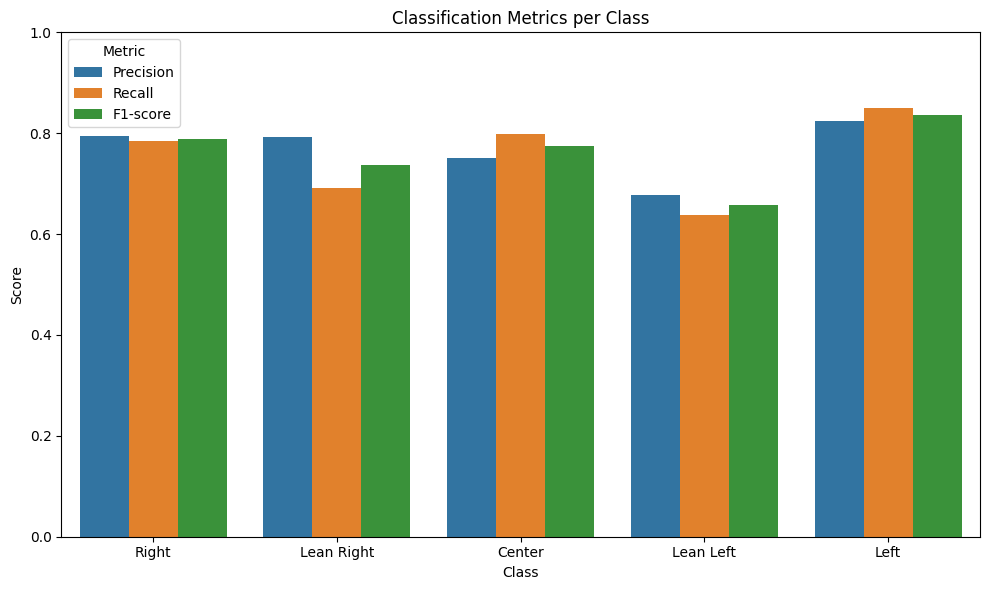 Classification Metrics per Class
Metric
Precision
Recall
F1-score
Score
1.0
0.8
0.6
0.4
0.2
0.0
Right Lean Right Center Lean Left Left
Class